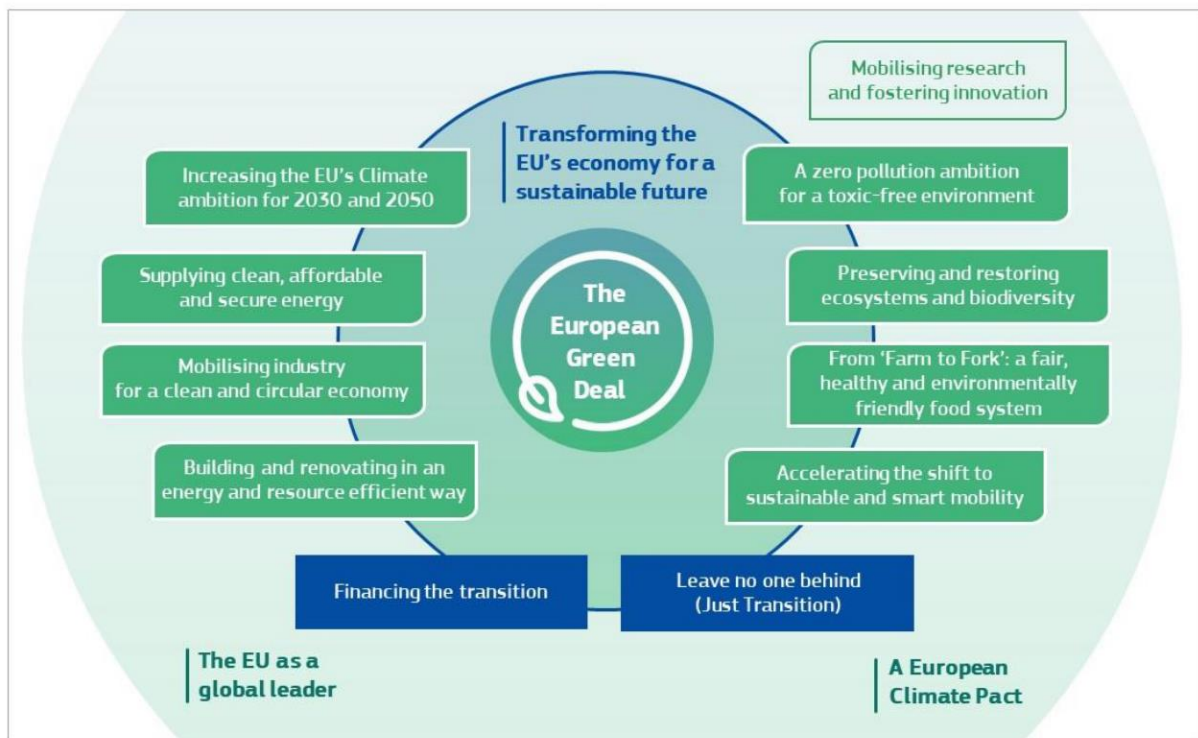 Mobilising research
and fostering innovation
Transforming the
EU's economy for a
sustainable future
Increasing the EU's Climate
ambition for 2030 and 2050
A zero pollution ambition
for a toxic-free environment
Supplying clean, affordable
and secure energy
Preserving and restoring
ecosystems and biodiversity
The
European
Green
Deal
Mobilising industry
for a clean and circular economy
From ‘Farm to Fork’: a fair,
healthy and environmentally
friendly food system
Building and renovating in an
energy and resource efficient way
Accelerating the shift to
sustainable and smart mobility
Financing the transition
Leave no one behind
(Just Transition)
The EU as a
global leader
A European
Climate Pact